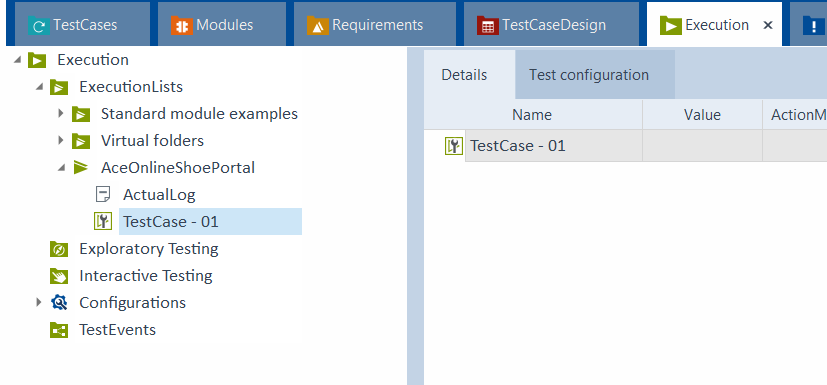 TestCases Modules Requirements TestCaseDesign Execution
Execution
ExecutionLists
Standard module examples
Virtual folders
AceOnlineShoePortal
ActualLog
TestCase - 01
Exploratory Testing
Interactive Testing
Configurations
TestEvents
Details Test configuration
Name Value ActionM
TestCase - 01